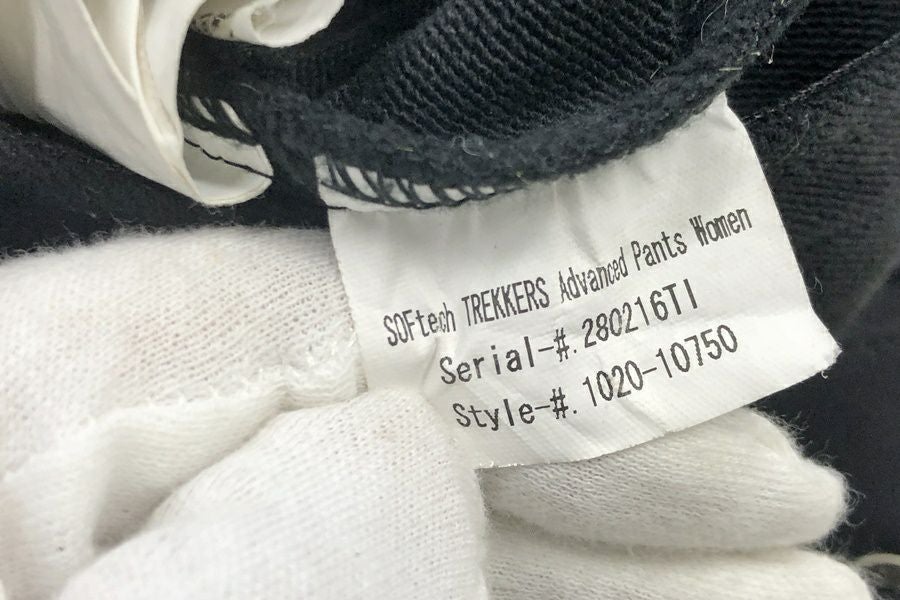 SOFtech TREKKERS Advanced Pants Women
Serial-#. 280216TI
Style-#. 1020-10750